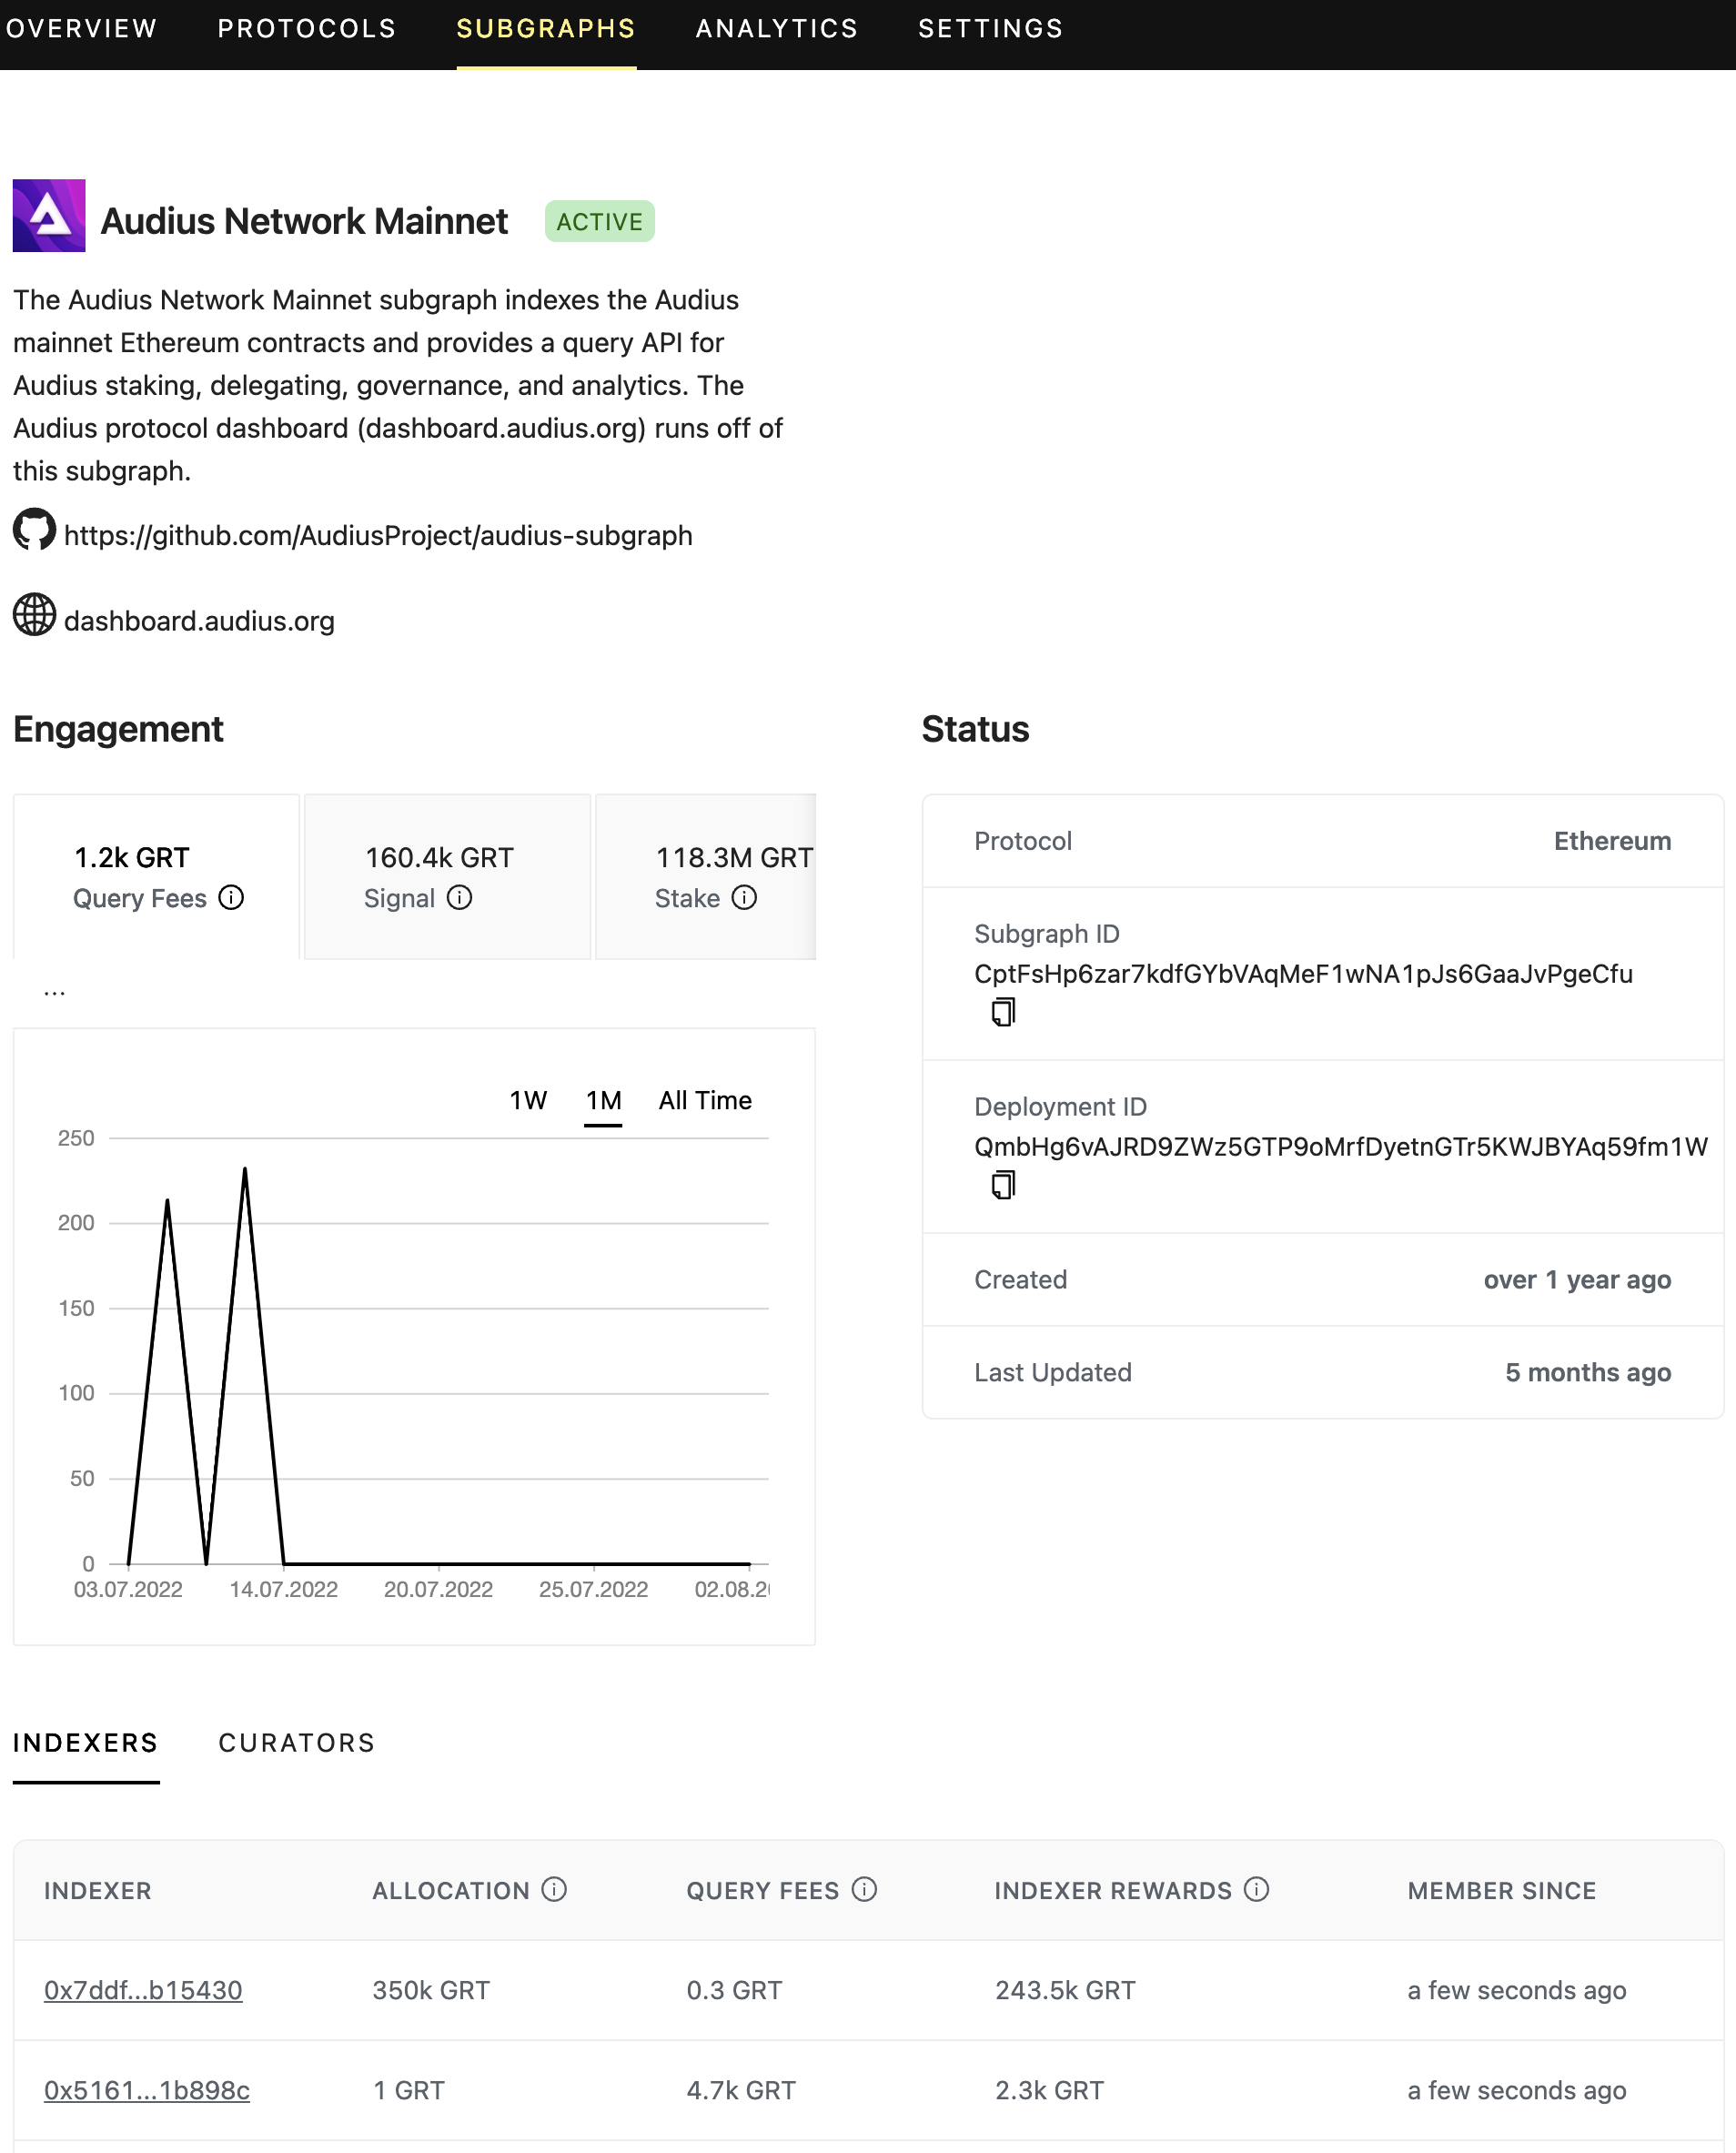 OVERVIEW PROTOCOLS SUBGRAPHS ANALYTICS SETTINGS
Audius Network Mainnet ACTIVE
The Audius Network Mainnet subgraph indexes the Audius
mainnet Ethereum contracts and provides a query API for
Audius staking, delegating, governance, and analytics. The
Audius protocol dashboard (dashboard.audius.org) runs off of
this subgraph.
https://github.com/AudiusProject/audius-subgraph
dashboard.audius.org
Engagement
1.2k GRT 160.4k GRT 118.3M GRT
Query Fees Signal Stake
...
1W 1M All Time
250
200
150
100
50
0
03.07.2022 14.07.2022 20.07.2022 25.07.2022 02.08.2
Status
Protocol Ethereum
Subgraph ID
CptFsHp6zar7kdfGYbVAqMeF1wNA1pJs6GaaJvPgeCfu
Deployment ID
QmbHg6vAJRD9ZWz5GTP9oMrfDyetnGTr5KWJBYAq59fm1W
Created over 1 year ago
Last Updated 5 months ago
INDEXERS CURATORS
INDEXER ALLOCATION QUERY FEES INDEXER REWARDS MEMBER SINCE
0x7ddf...b15430 350k GRT 0.3 GRT 243.5k GRT a few seconds ago
0x5161...1b898c 1 GRT 4.7k GRT 2.3k GRT a few seconds ago